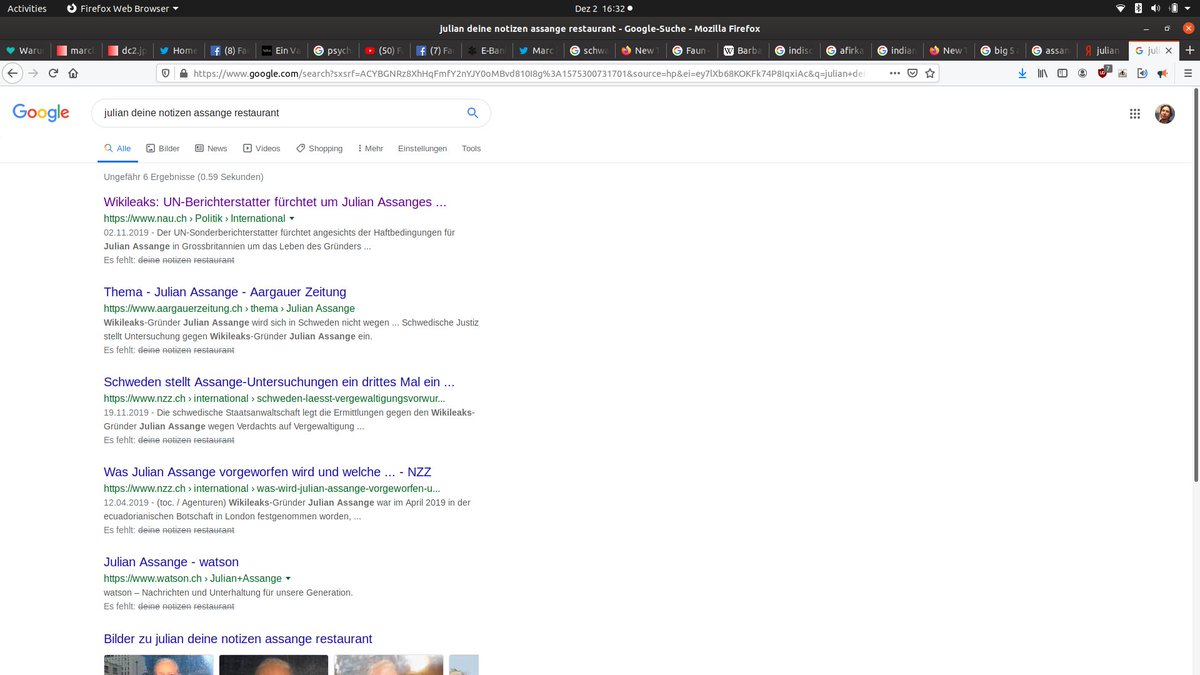 Activities Firefox Web Browser Dez 2 16:32
julian deine notizen assange restaurant - Google-Suche - Mozilla Firefox
Waru marcl dc2.jp Home (8) Fa Ein Va psych (50) Fu (7) Fa E-Ban Marc schwe New T Faun - Barba indisc afirka indian New T big 5 a assan julian juli
https://www.google.com/search?sxsrf=
Google
julian deine notizen assange restaurant
Alle Bilder News Videos Shopping Mehr Einstellungen Tools
Ungefähr 6 Ergebnisse (0.59 Sekunden)
Wikileaks: UN-Berichterstatter fürchtet um Julian Assanges ...
https://www.nau.ch › Politik › International
02.11.2019 - Der UN-Sonderberichterstatter fürchtet angesichts der Haftbedingungen für
Julian Assange in Grossbritannien um das Leben des Gründers ...
Es fehlt: deine notizen restaurant
Thema - Julian Assange - Aargauer Zeitung
https://www.aargauerzeitung.ch › thema › Julian Assange
Wikileaks-Gründer Julian Assange wird sich in Schweden nicht wegen ... Schwedische Justiz
stellt Untersuchung gegen Wikileaks-Gründer Julian Assange ein.
Es fehlt: deine notizen restaurant
Schweden stellt Assange-Untersuchungen ein drittes Mal ein ...
https://www.nzz.ch › international › schweden-laesst-vergewaltigungsvorwur...
19.11.2019 - Die schwedische Staatsanwaltschaft legt die Ermittlungen gegen den Wikileaks-
Gründer Julian Assange wegen Verdachts auf Vergewaltigung ...
Es fehlt: deine notizen restaurant
Was Julian Assange vorgeworfen wird und welche ... - NZZ
https://www.nzz.ch › international › was-wird-julian-assange-vorgeworfen-u...
12.04.2019 - (toc. / Agenturen) Wikileaks-Gründer Julian Assange war im April 2019 in der
ecuadorianischen Botschaft in London festgenommen worden, ...
Es fehlt: deine notizen restaurant
Julian Assange - watson
https://www.watson.ch › Julian+Assange
watson – Nachrichten und Unterhaltung für unsere Generation.
Es fehlt: deine notizen restaurant
Bilder zu julian deine notizen assange restaurant